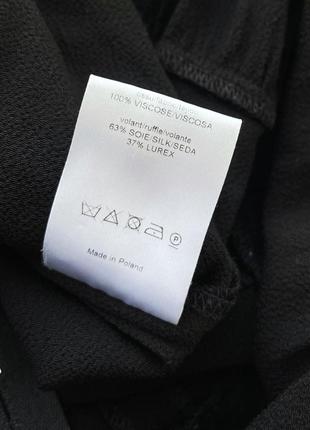 100% VISCOSE/VISCOSA
volant/ruffle/volante
63% SOIE/SILK/SEDA
37% LUREX
P
Made in Poland